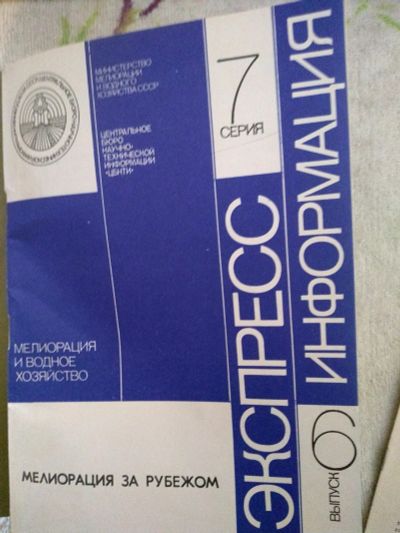 МИНИСТЕРСТВО
МЕЛИОРАЦИИ
И ВОДНОГО
ХОЗЯЙСТВА СССР
ЦЕНТРАЛЬНОЕ
БЮРО
НАУЧНО-
ТЕХНИЧЕСКОЙ
ИНФОРМАЦИИ
«ЦБНТИ»
7
СЕРИЯ
ЭКСПРЕСС
ИНФОРМАЦИЯ
МЕЛИОРАЦИЯ
И ВОДНОЕ
ХОЗЯЙСТВО
МЕЛИОРАЦИЯ ЗА РУБЕЖОМ
ВЫПУСК
6